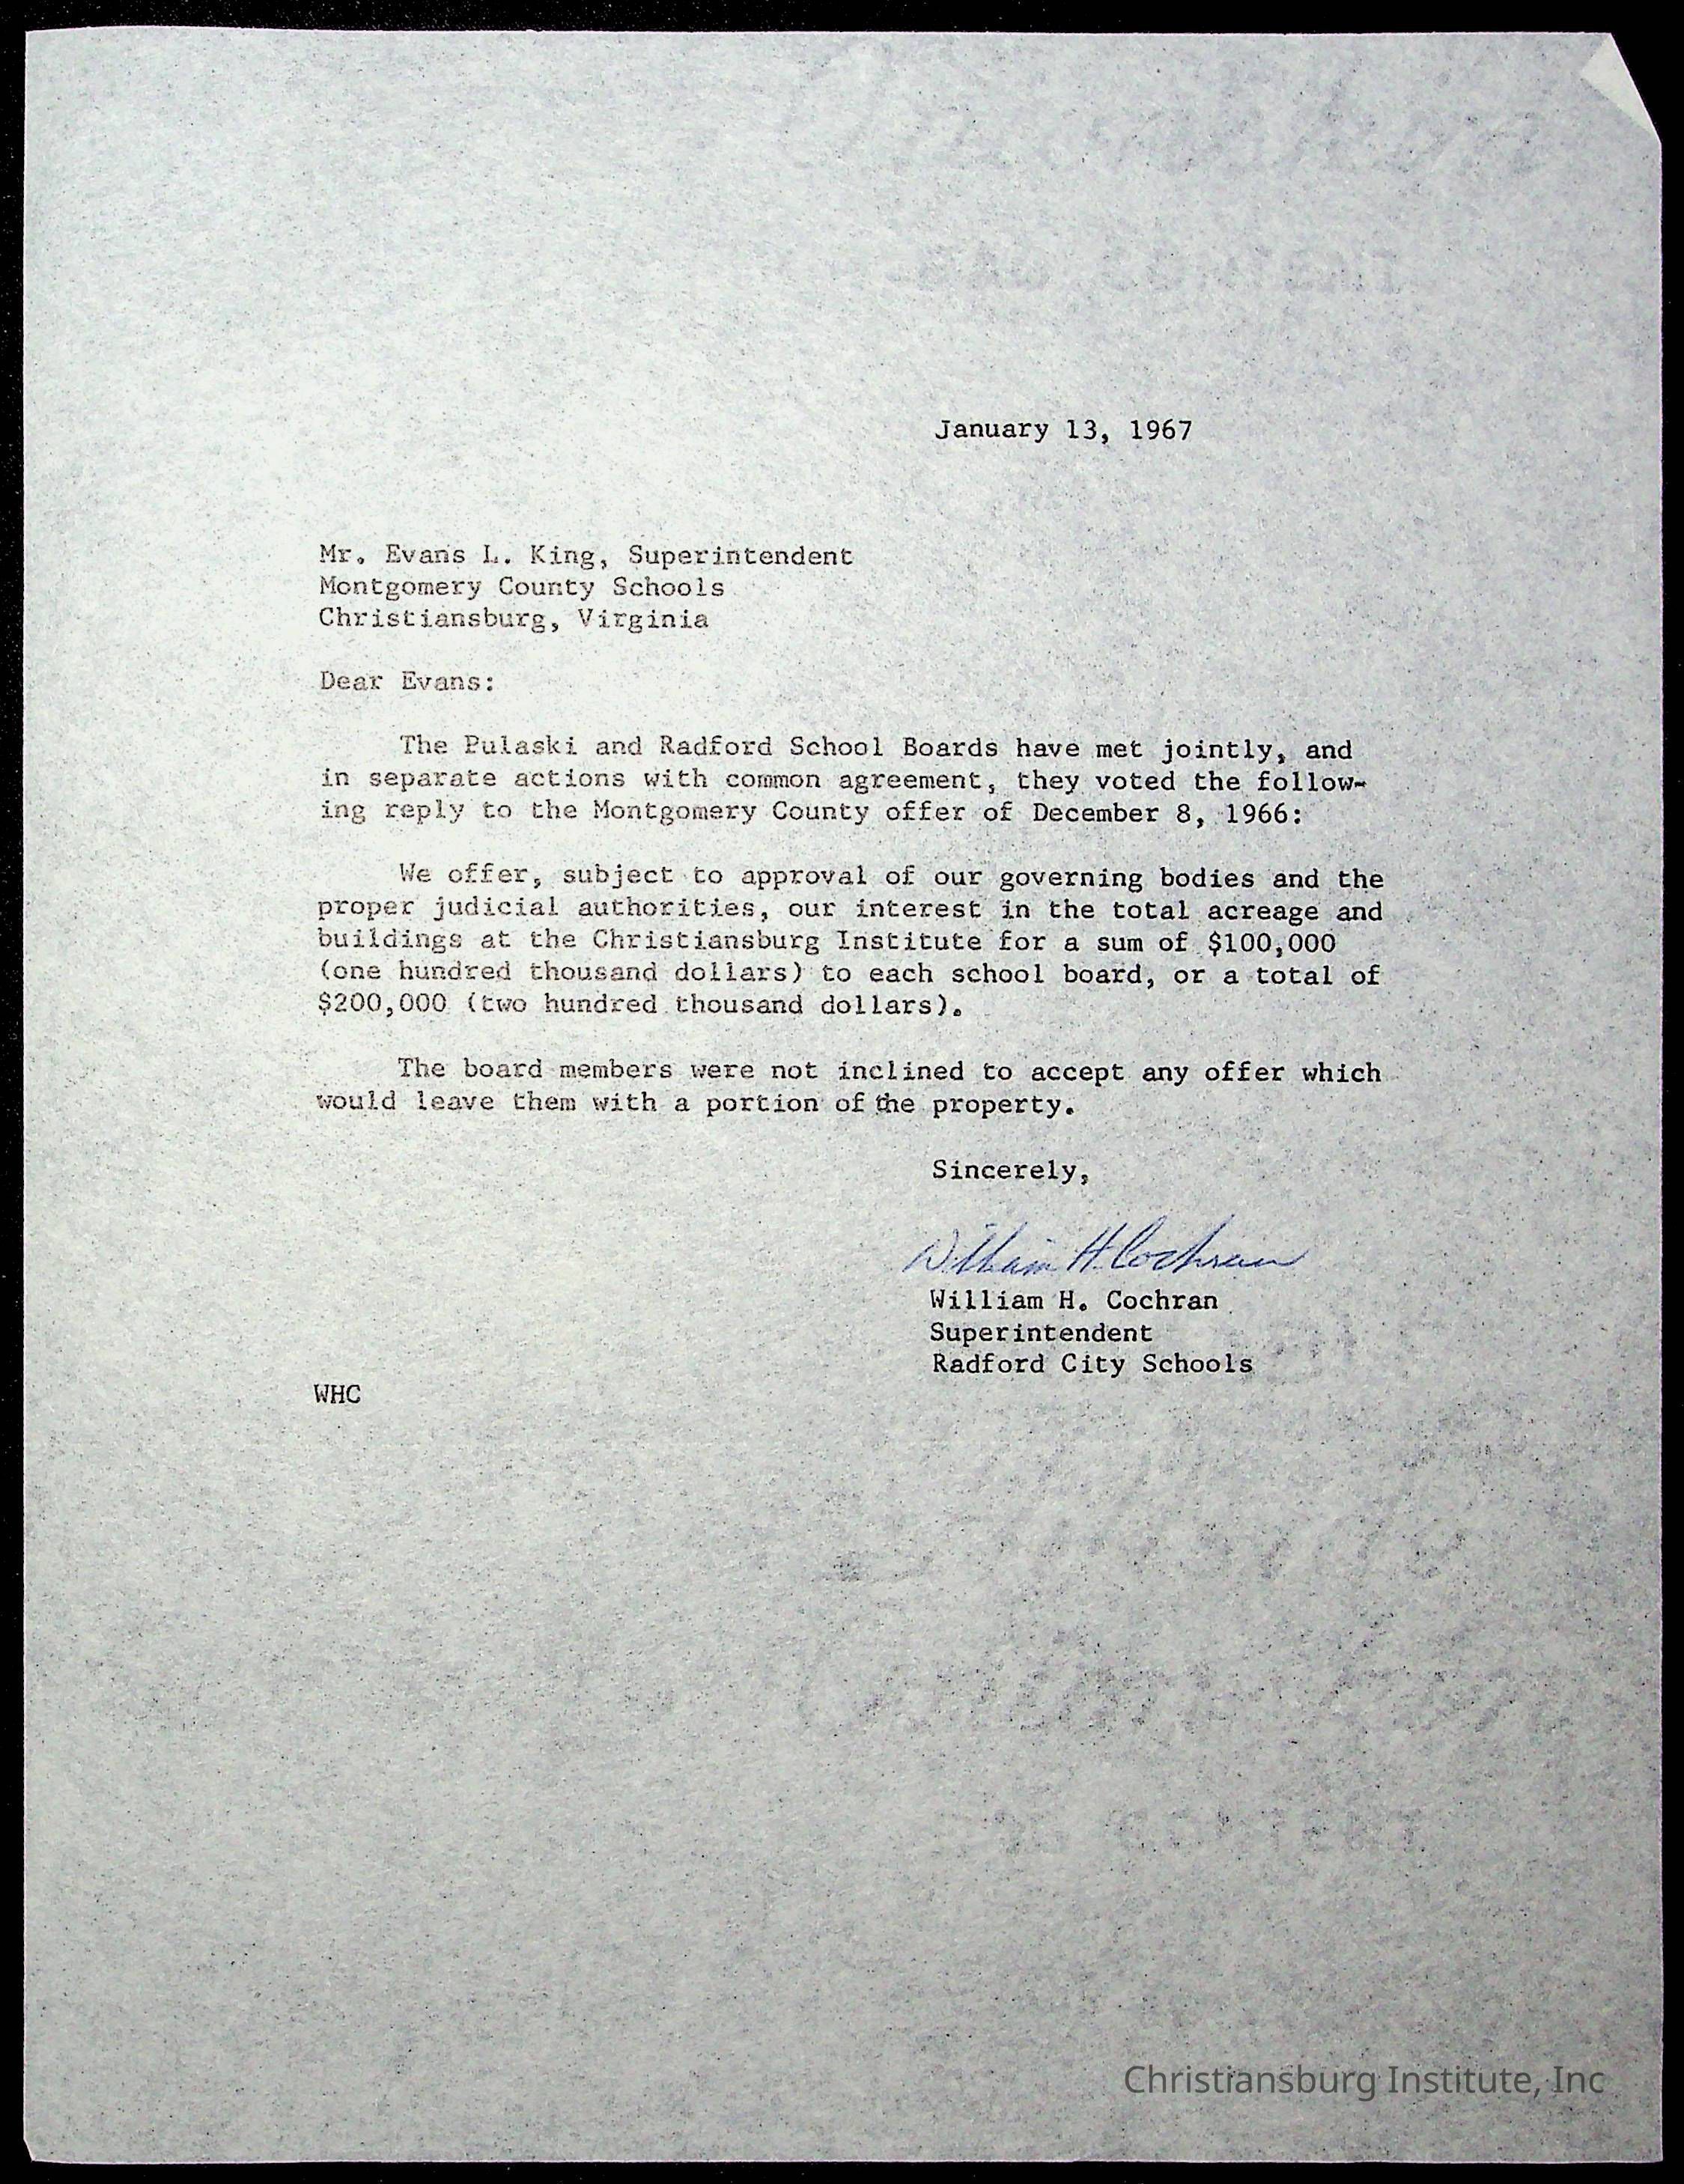 January 13, 1967
Mr. Evans L. King, Superintendent
Montgomery County Schools
Christiansburg, Virginia
Dear Evans:
The Pulaski and Radford School Boards have met jointly, and
in separate actions with common agreement, they voted the follow-
ing reply to the Montgomery County offer of December 8, 1966:
We offer, subject to approval of our governing bodies and the
proper judicial authorities, our interest in the total acreage and
buildings at the Christiansburg Institute for a sum of $100,000
(one hundred thousand dollars) to each school board, or a total of
$200,000 (two hundred thousand dollars).
The board members were not inclined to accept any offer which
would leave them with a portion of the property.
Sincerely,
William H. Cochran
William H. Cochran
Superintendent
Radford City Schools
WHC
Christiansburg Institute, Inc